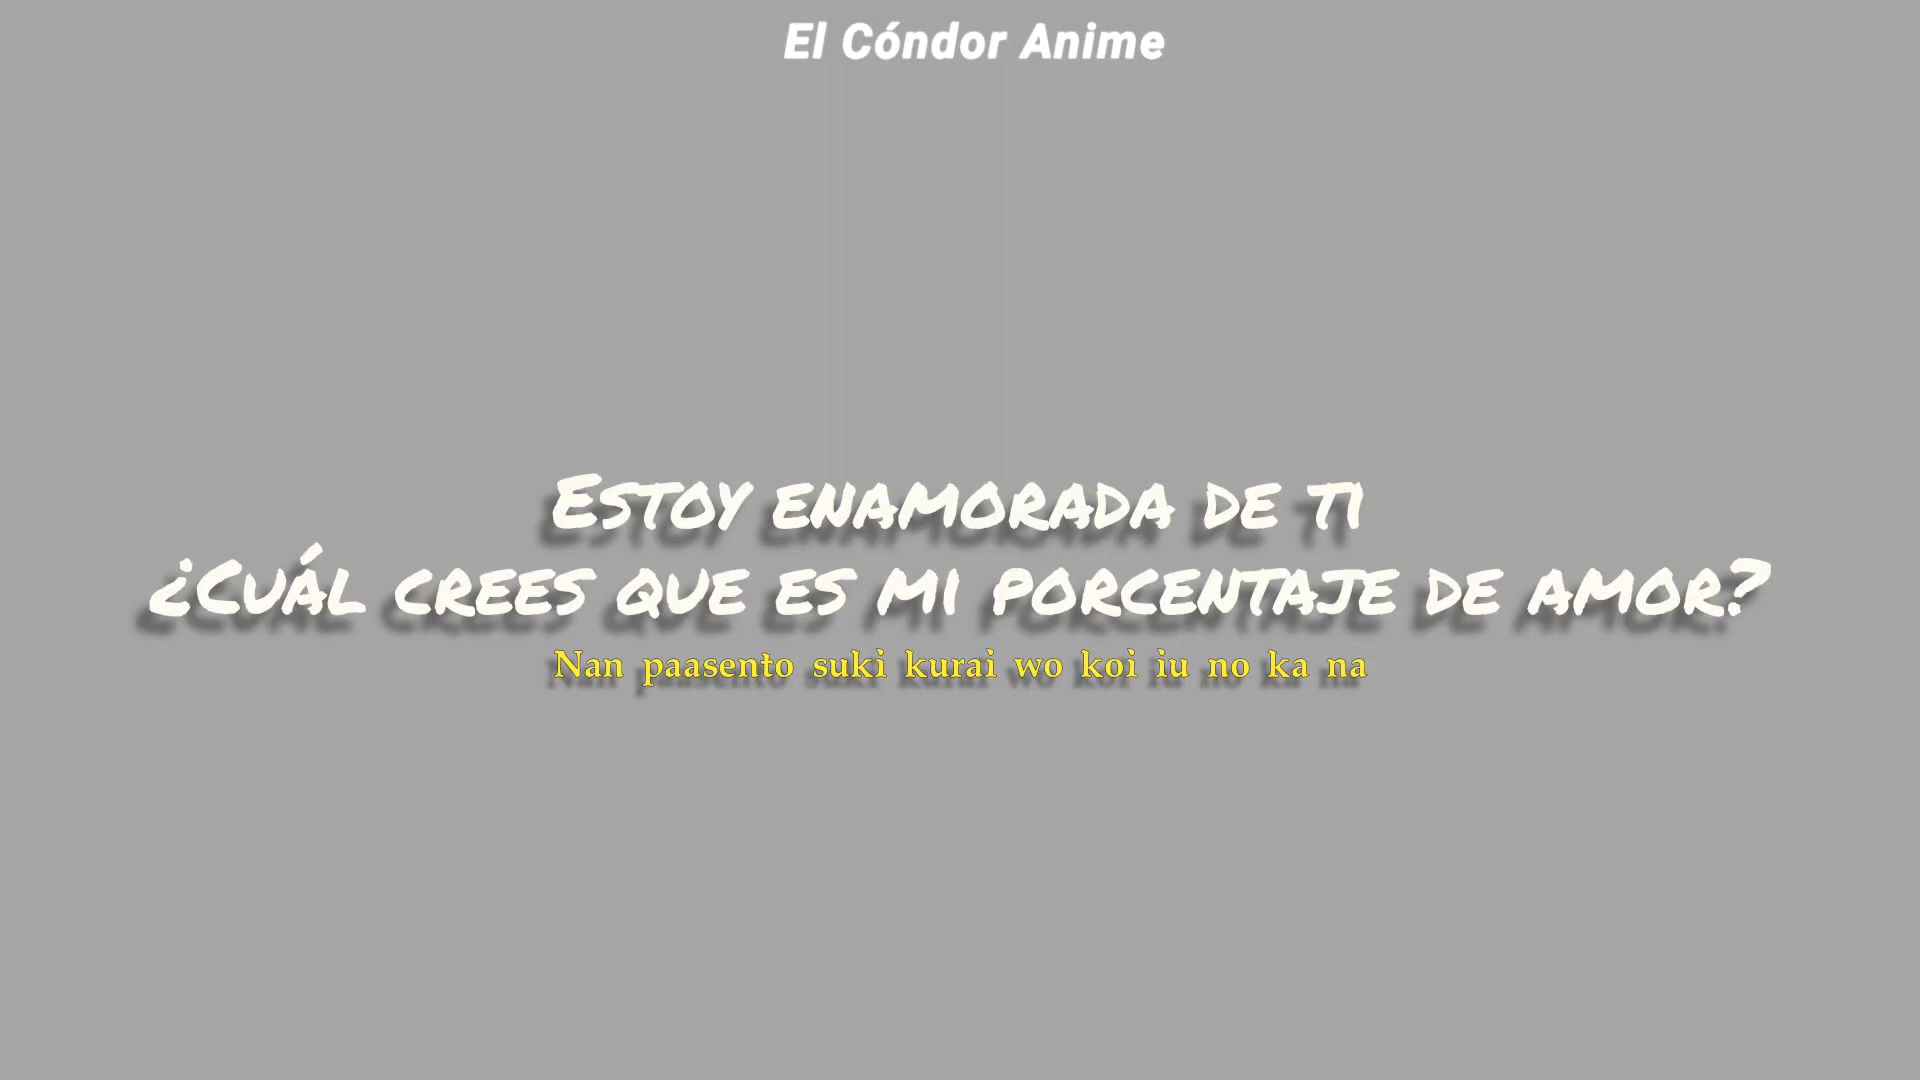 El Cóndor Anime
Estoy enamorada de ti
¿Cuál crees que es mi porcentaje de amor?
Nan paasento suki kurai wo koi iu no ka na